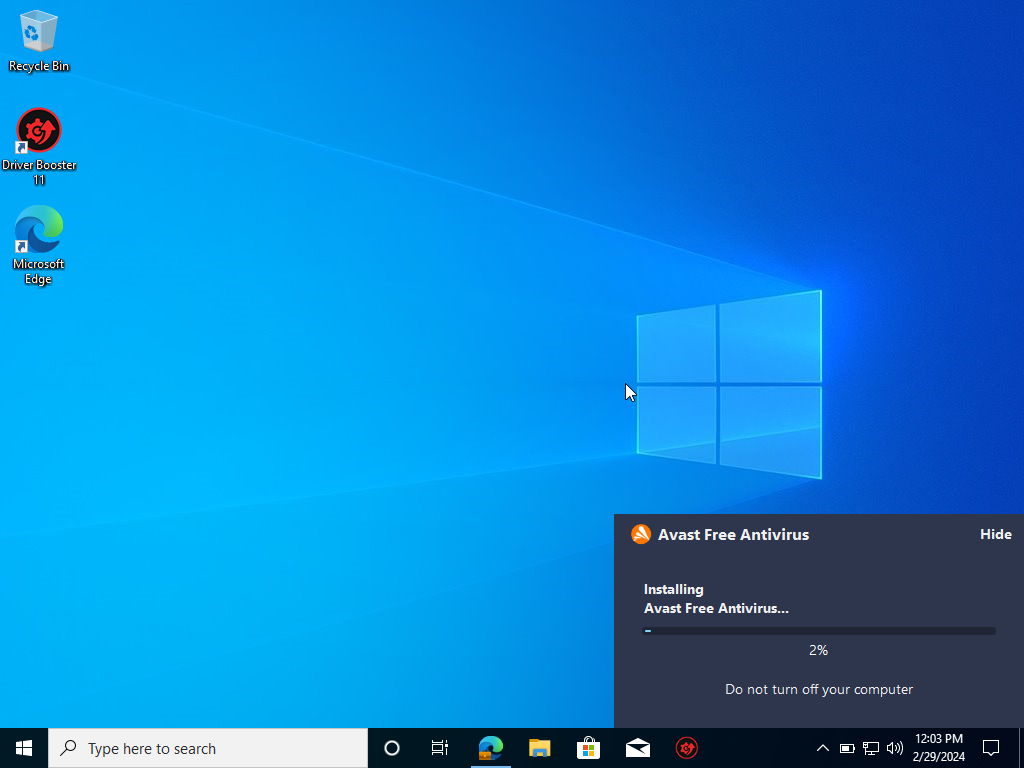 Recycle Bin
Driver Booster
11
Microsoft
Edge
Avast Free Antivirus
Hide
Installing
Avast Free Antivirus...
2%
Do not turn off your computer
Type here to search
12:03 PM
2/29/2024